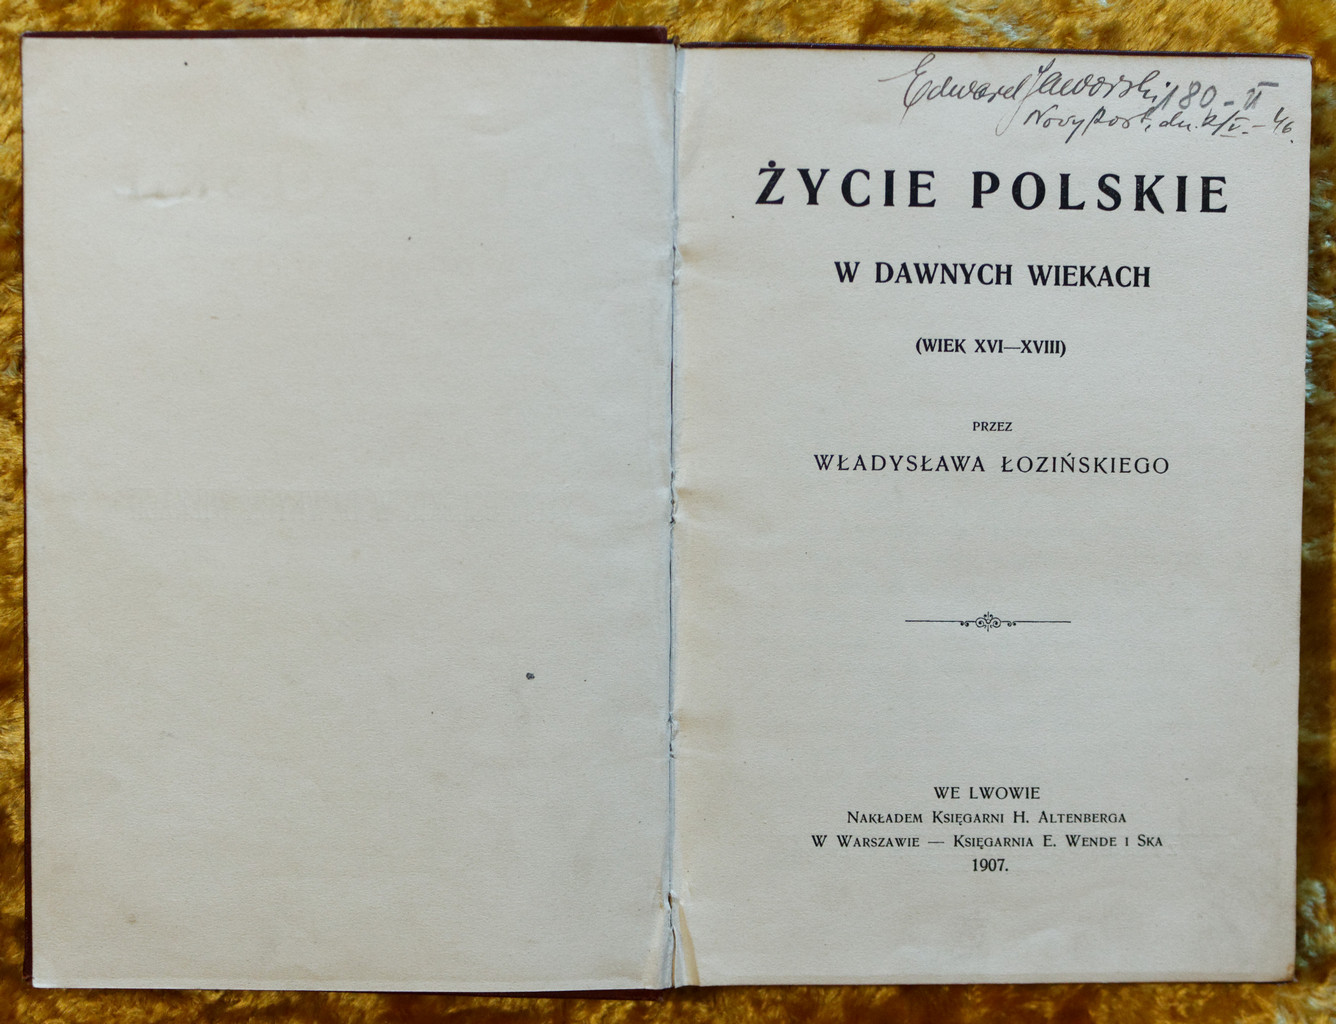 Edward Jaworski 180 - II
Nowy Port, dn. 2/V. - 46.
ŻYCIE POLSKIE
W DAWNYCH WIEKACH
(WIEK XVI—XVIII)
PRZEZ
WŁADYSŁAWA ŁOZIŃSKIEGO
WE LWOWIE
NAKŁADEM KSIĘGARNI H. ALTENBERGA
W WARSZAWIE — KSIĘGARNIA E. WENDE I SKA
1907.